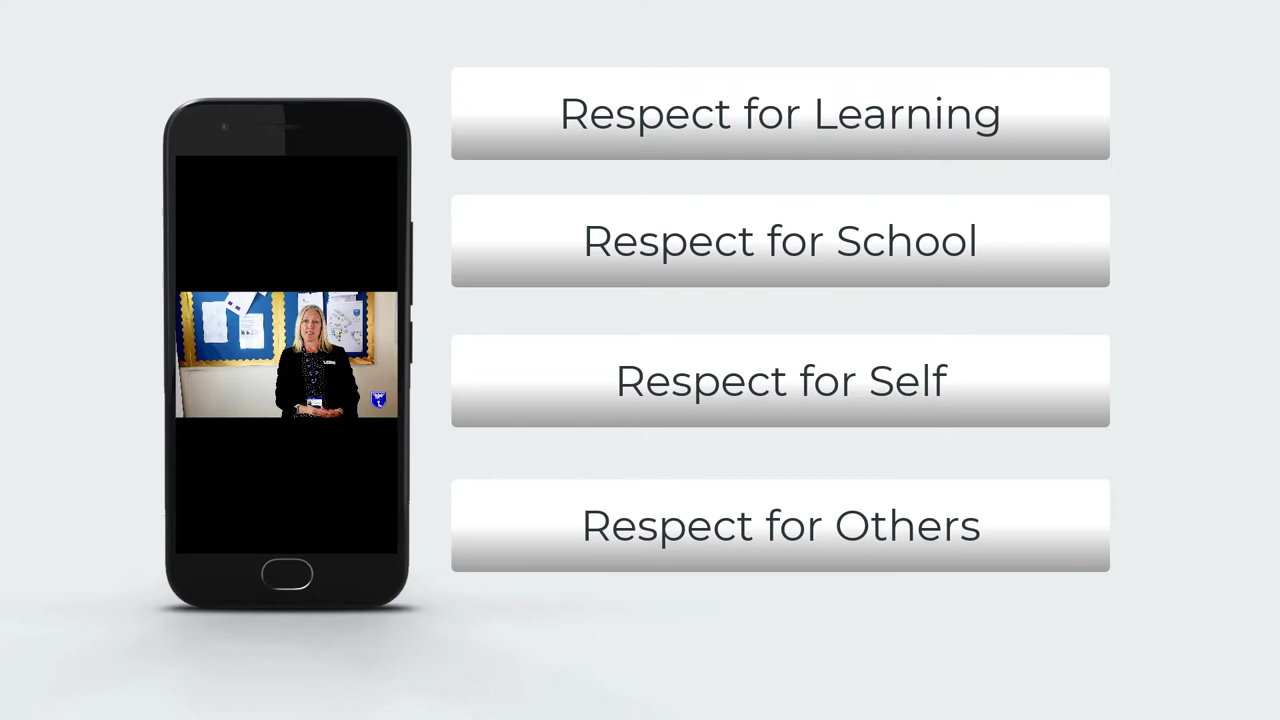 Respect for Learning
Respect for School
Respect for Self
Respect for Others